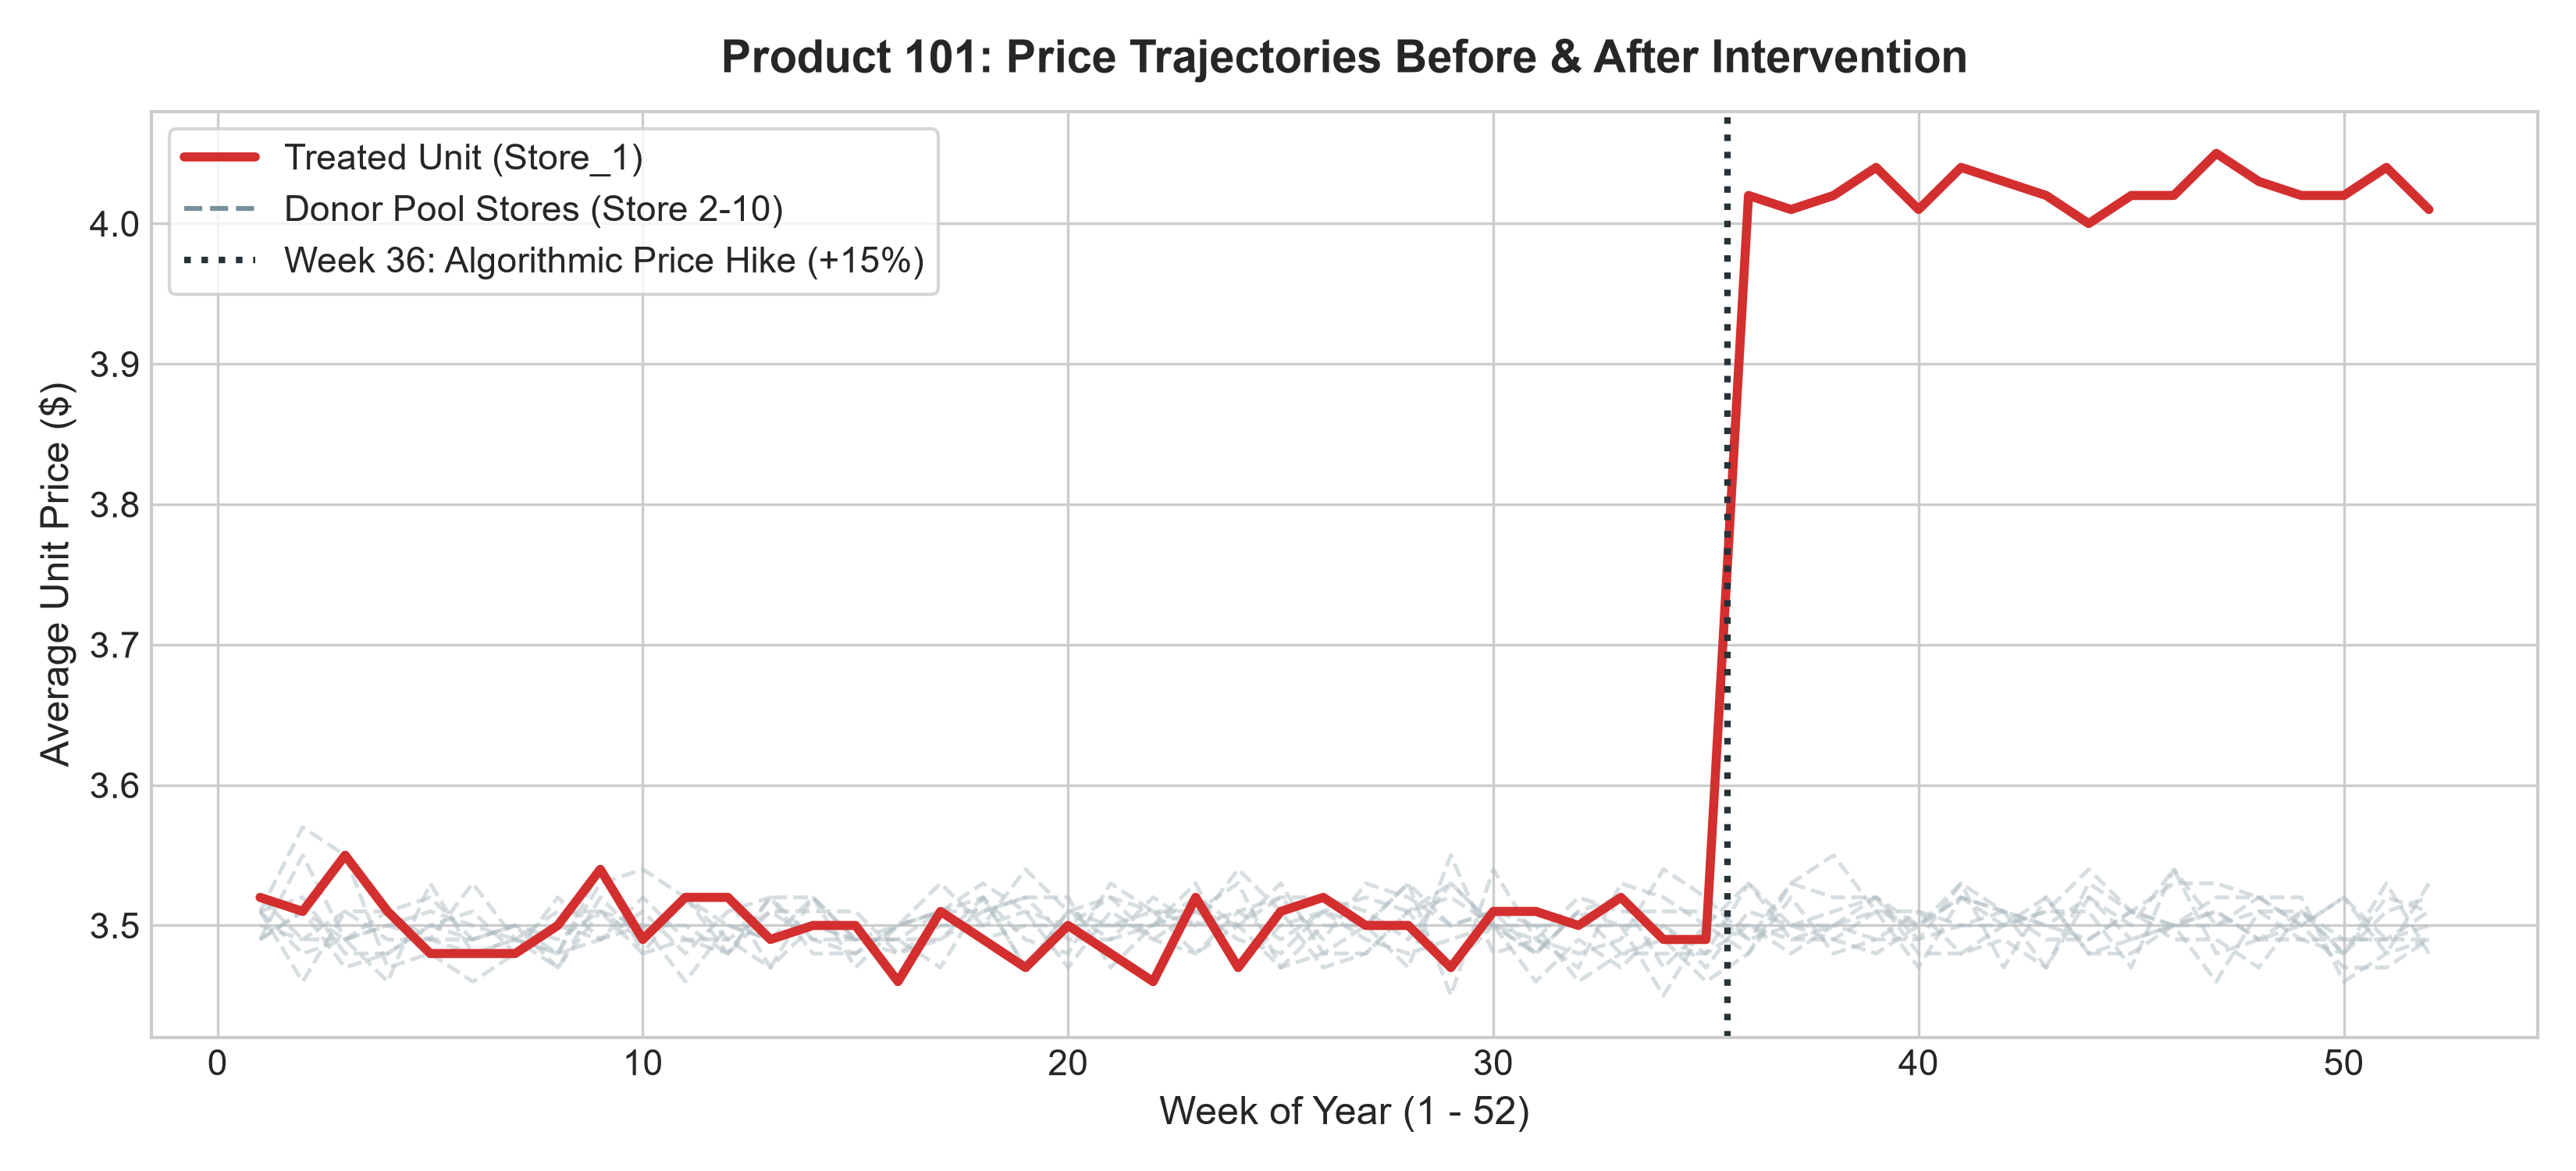 Product 101: Price Trajectories Before & After Intervention
Treated Unit (Store_1)
Donor Pool Stores (Store 2-10)
Week 36: Algorithmic Price Hike (+15%)
Average Unit Price ($)
4.0
3.9
3.8
3.7
3.6
3.5
0
10
20
30
40
50
Week of Year (1 - 52)